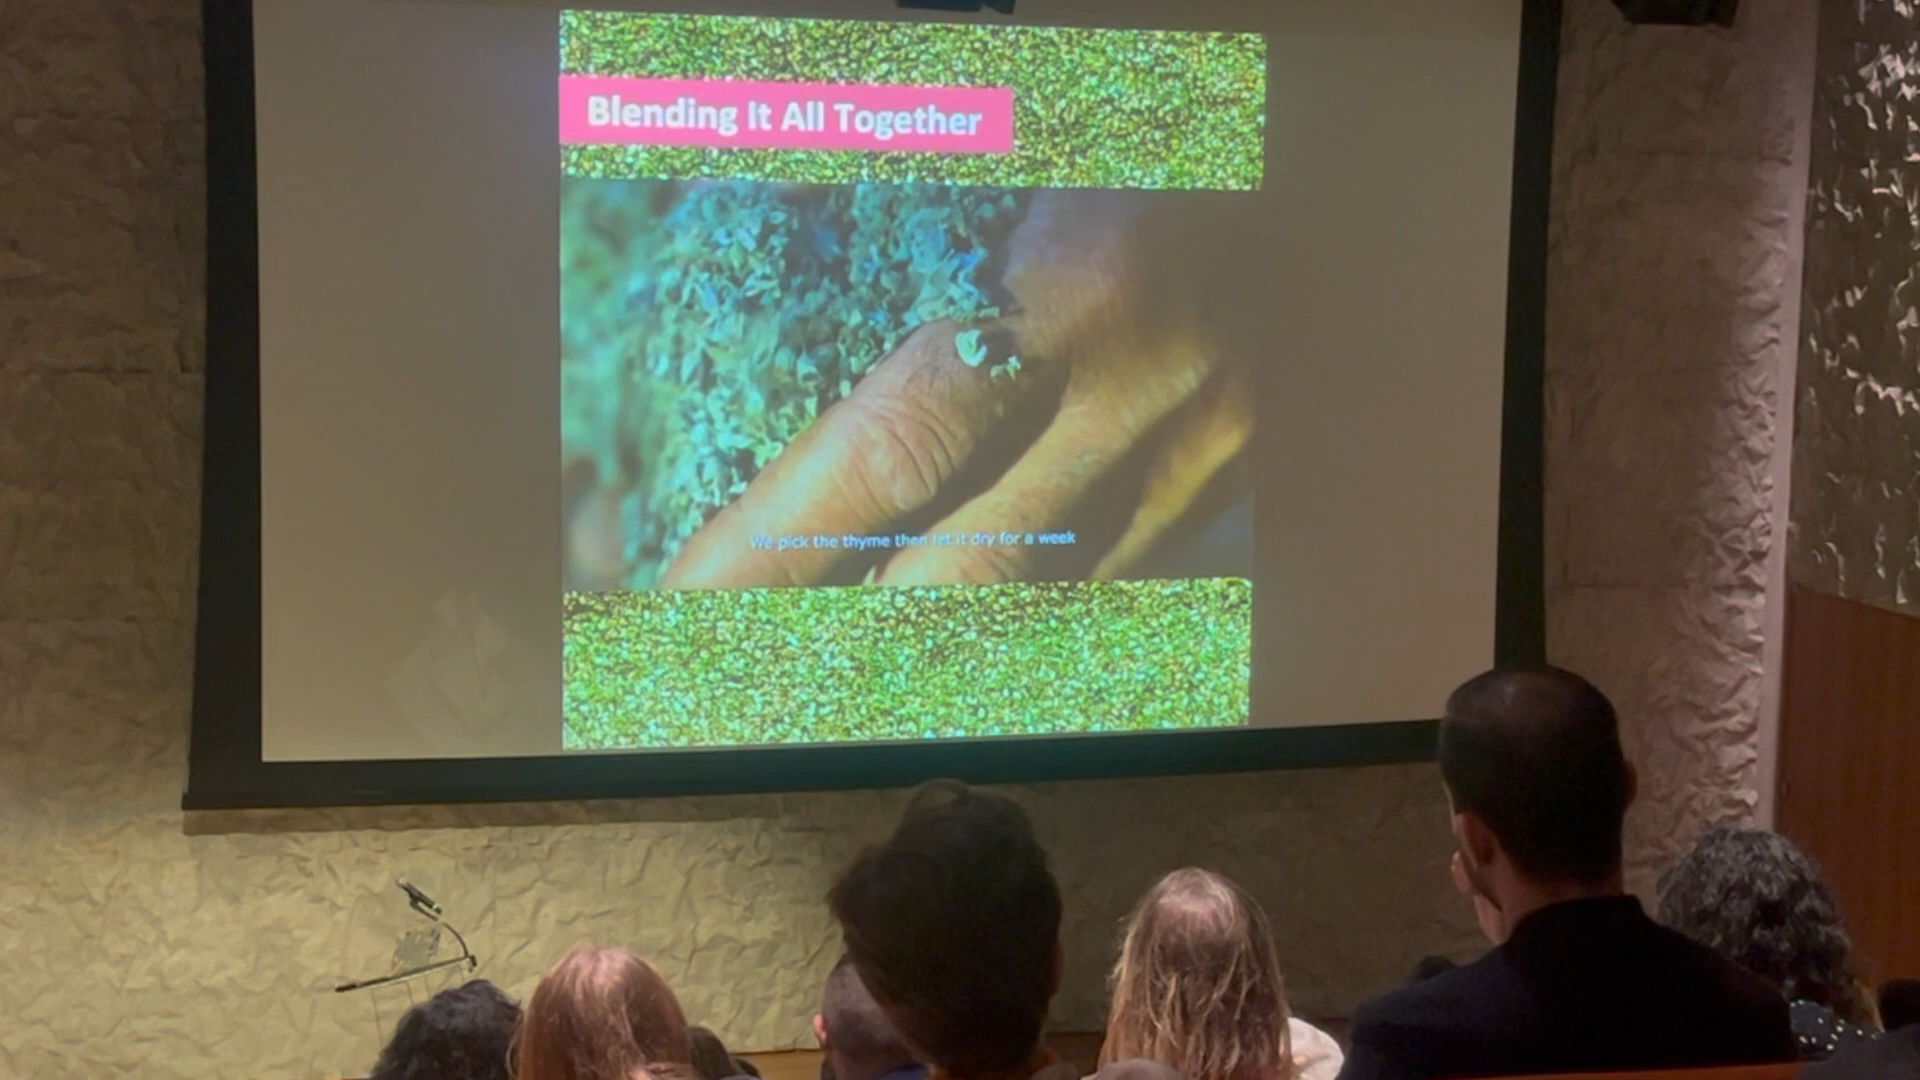 Blending It All Together
We pick the thyme then let it dry for a week